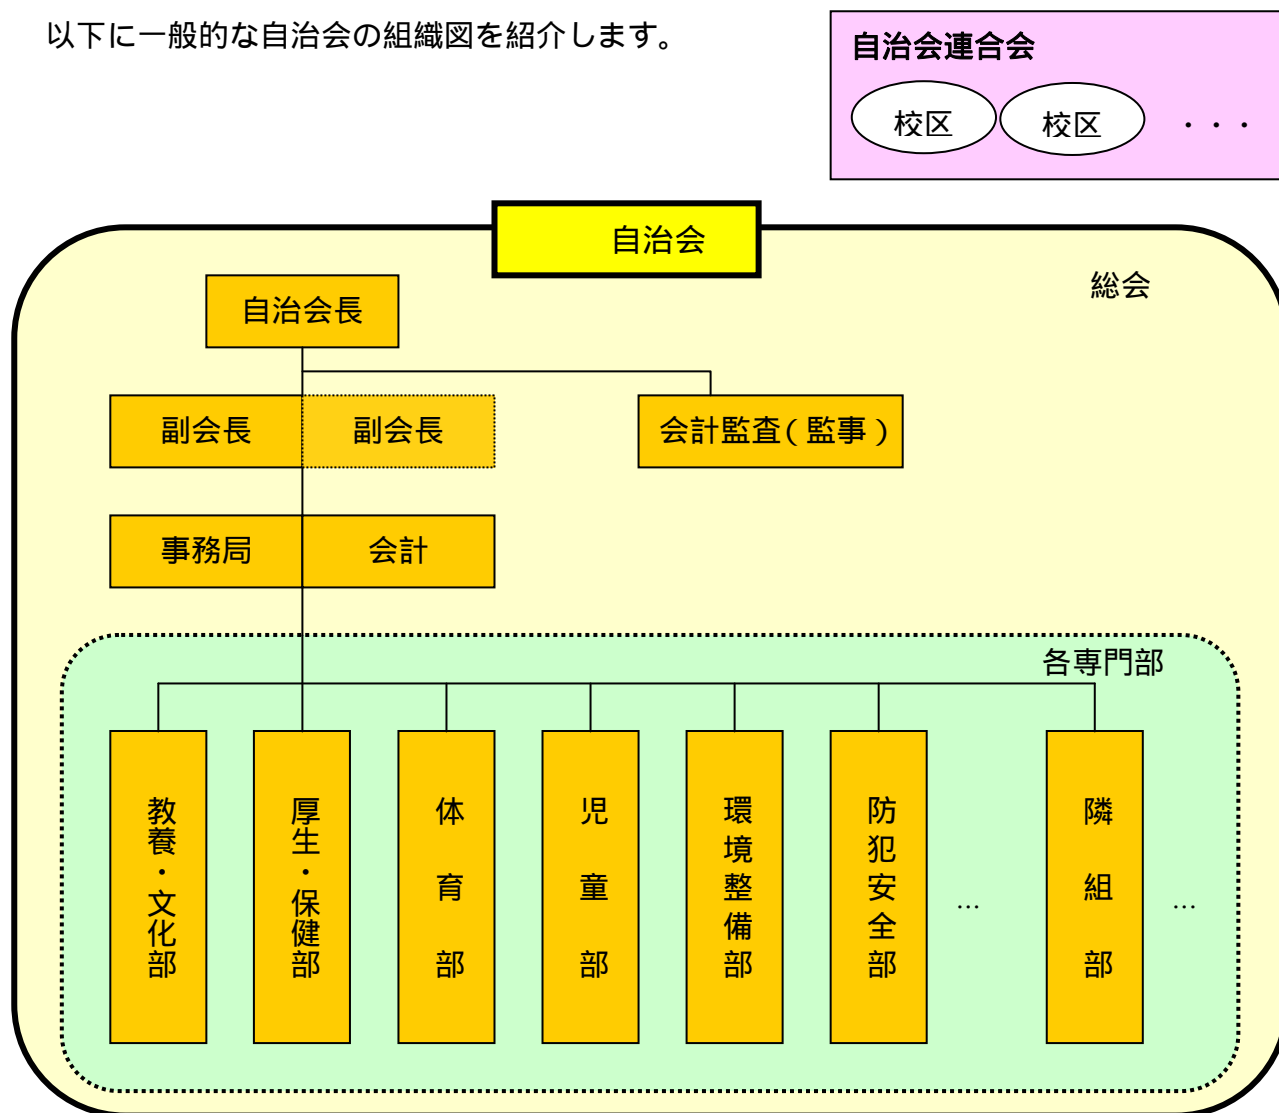 以下に一般的な自治会の組織図を紹介します。
自治会連合会
校区
校区
・・・
自治会
総会
自治会長
副会長
副会長
会計監査(監事)
事務局
会計
各専門部
教養・文化部
厚生・保健部
体育部
児童部
環境整備部
防犯安全部
…
隣組部
…